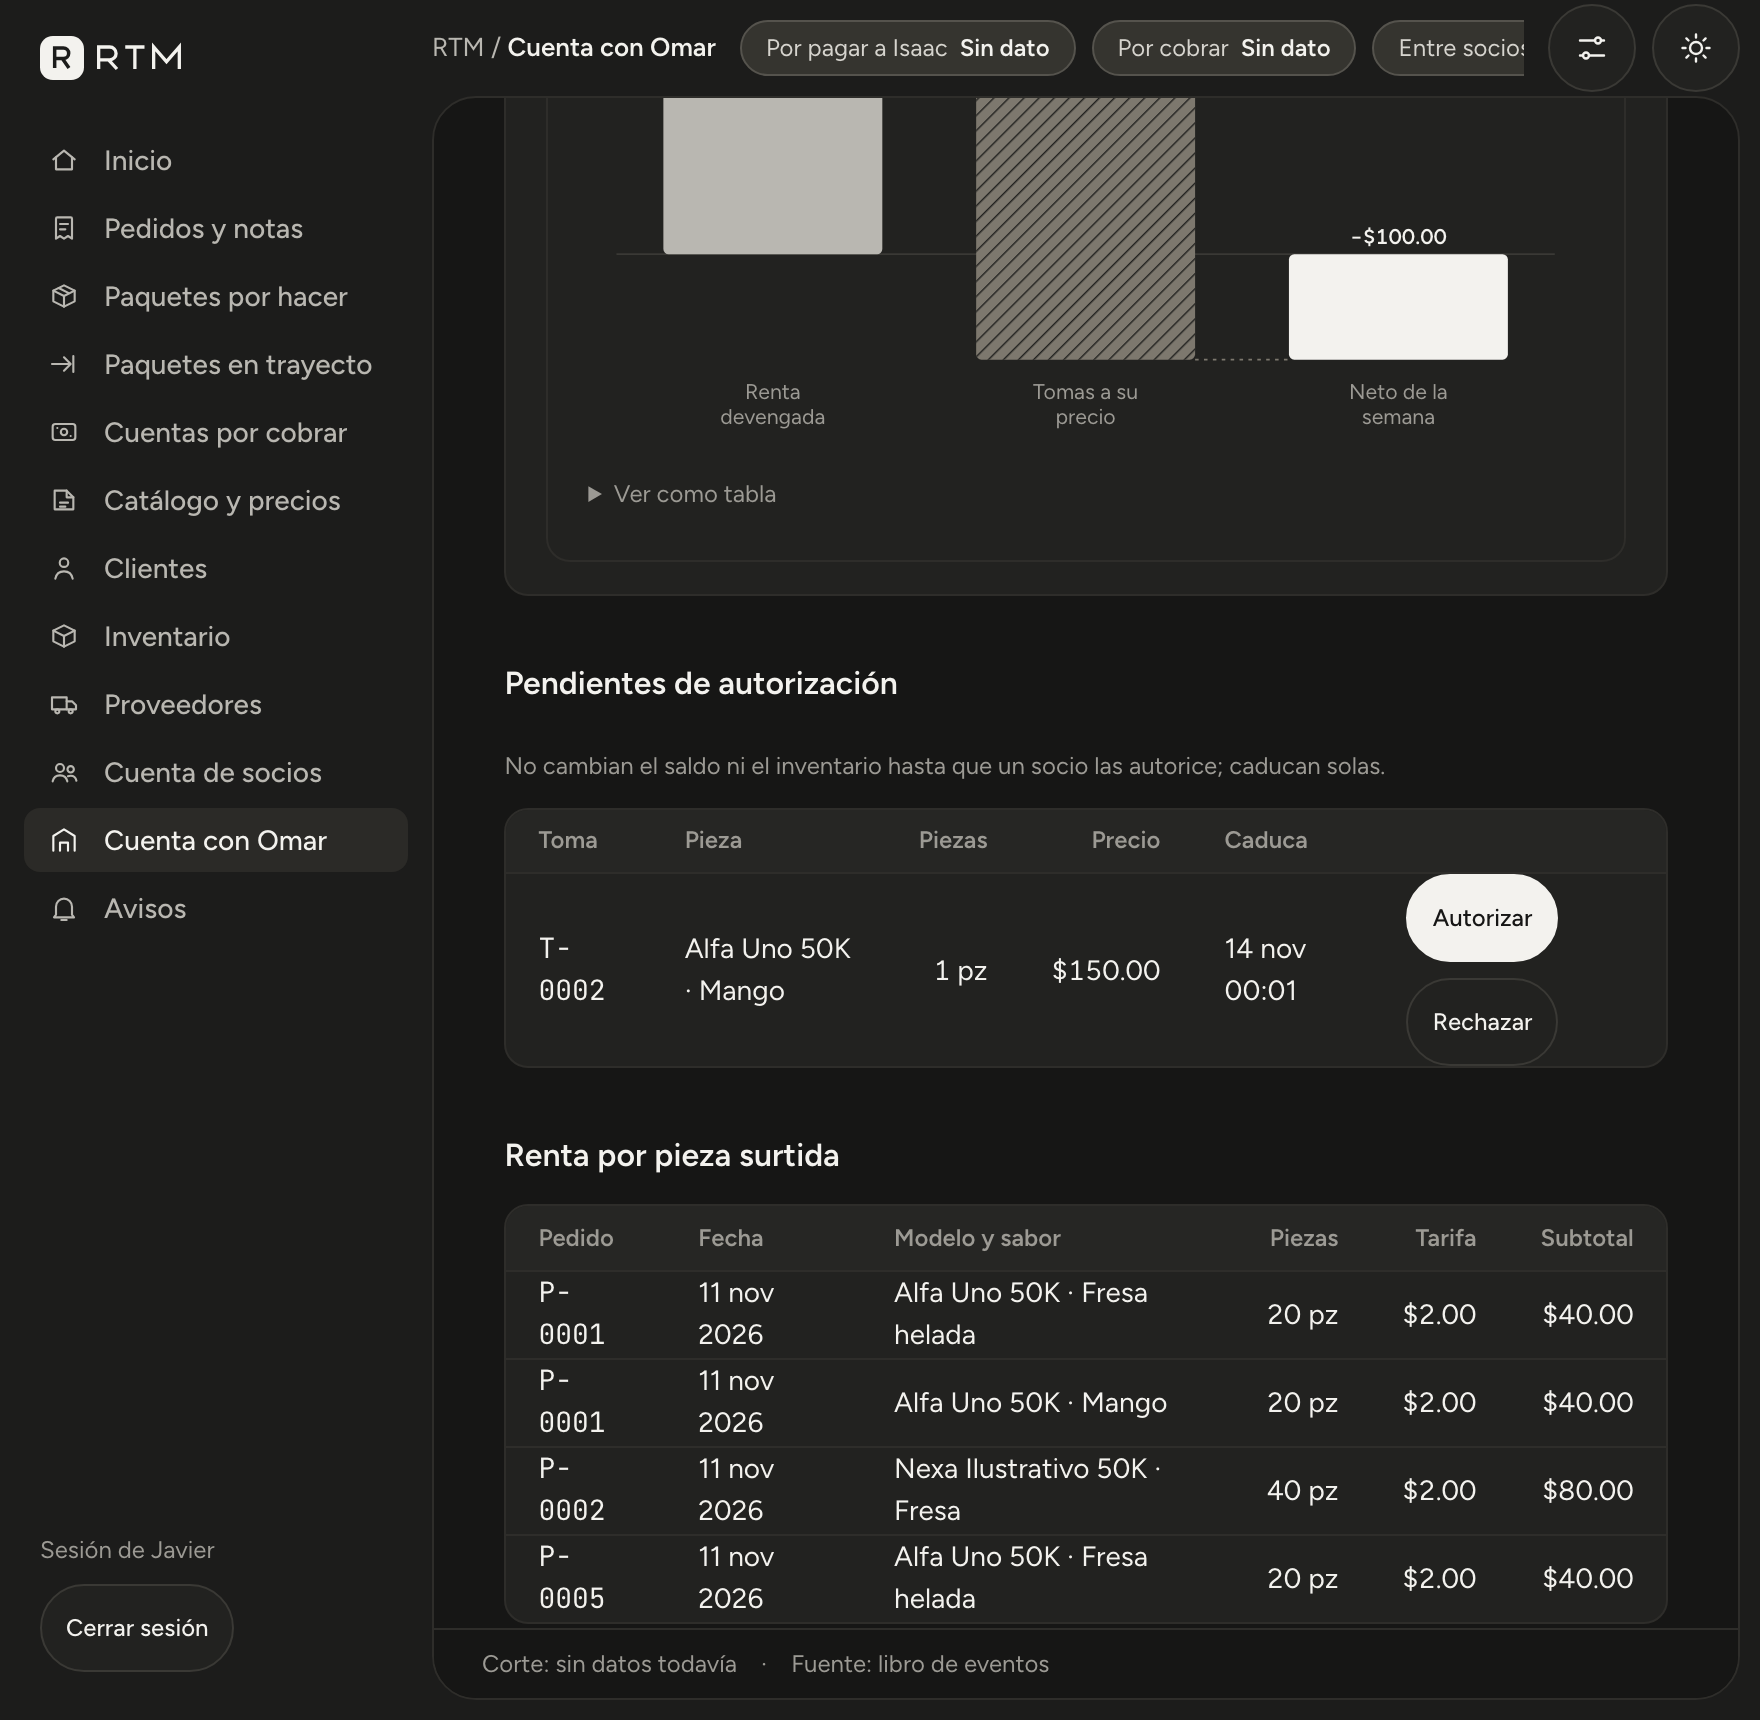 RTM
Inicio
Pedidos y notas
Paquetes por hacer
Paquetes en trayecto
Cuentas por cobrar
Catálogo y precios
Clientes
Inventario
Proveedores
Cuenta de socios
Cuenta con Omar
Avisos
Sesión de Javier
Cerrar sesión
RTM / Cuenta con Omar
Por pagar a Isaac Sin dato
Por cobrar Sin dato
Entre socios
-$100.00
Renta
devengada
Tomas a su
precio
Neto de la
semana
Ver como tabla
Pendientes de autorización
No cambian el saldo ni el inventario hasta que un socio las autorice; caducan solas.
Toma Pieza Piezas Precio Caduca
T-
0002
Alfa Uno 50K
· Mango
1 pz
$150.00
14 nov
00:01
Autorizar
Rechazar
Renta por pieza surtida
Pedido Fecha Modelo y sabor Piezas Tarifa Subtotal
P-
0001
11 nov
2026
Alfa Uno 50K · Fresa
helada
20 pz
$2.00
$40.00
P-
0001
11 nov
2026
Alfa Uno 50K · Mango
20 pz
$2.00
$40.00
P-
0002
11 nov
2026
Nexa Ilustrativo 50K ·
Fresa
40 pz
$2.00
$80.00
P-
0005
11 nov
2026
Alfa Uno 50K · Fresa
helada
20 pz
$2.00
$40.00
Corte: sin datos todavía · Fuente: libro de eventos